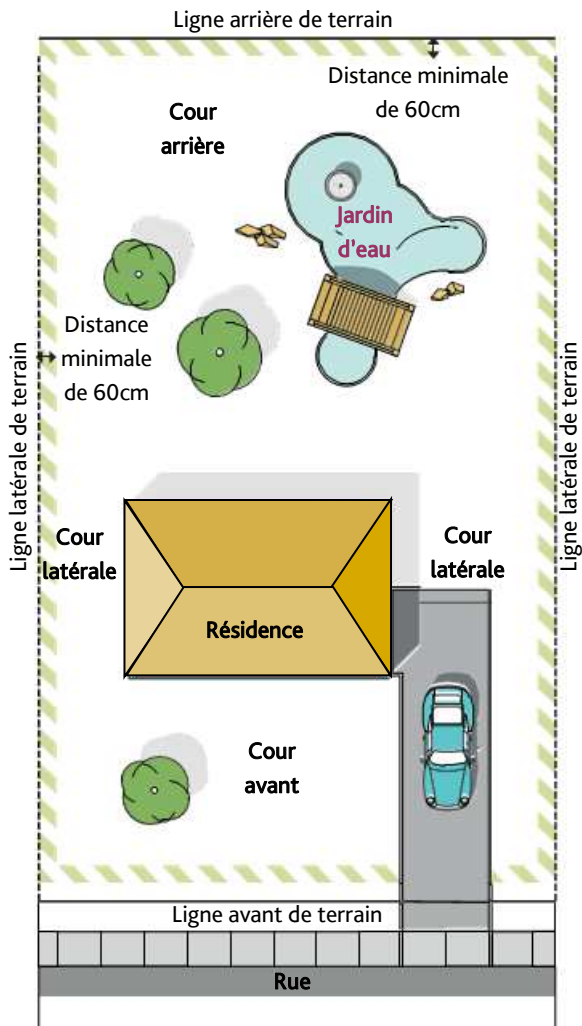 Ligne arrière de terrain
Distance minimale
de 60cm
Cour
arrière
Jardin
d'eau
Distance
minimale
de 60cm
Ligne latérale de terrain
Ligne latérale de terrain
Cour
latérale
Cour
latérale
Résidence
Cour
avant
Ligne avant de terrain
Rue